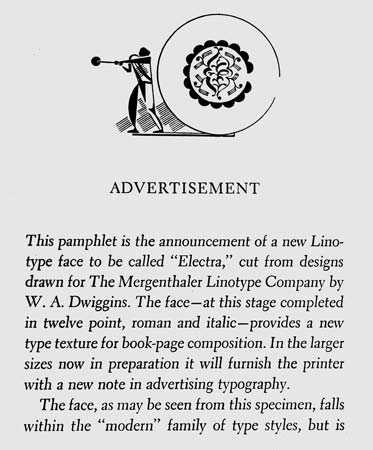 ADVERTISEMENT
This pamphlet is the announcement of a new Lino-
type face to be called “Electra,” cut from designs
drawn for The Mergenthaler Linotype Company by
W. A. Dwiggins. The face—at this stage completed
in twelve point, roman and italic—provides a new
type texture for book-page composition. In the larger
sizes now in preparation it will furnish the printer
with a new note in advertising typography.
The face, as may be seen from this specimen, falls
within the “modern” family of type styles, but is